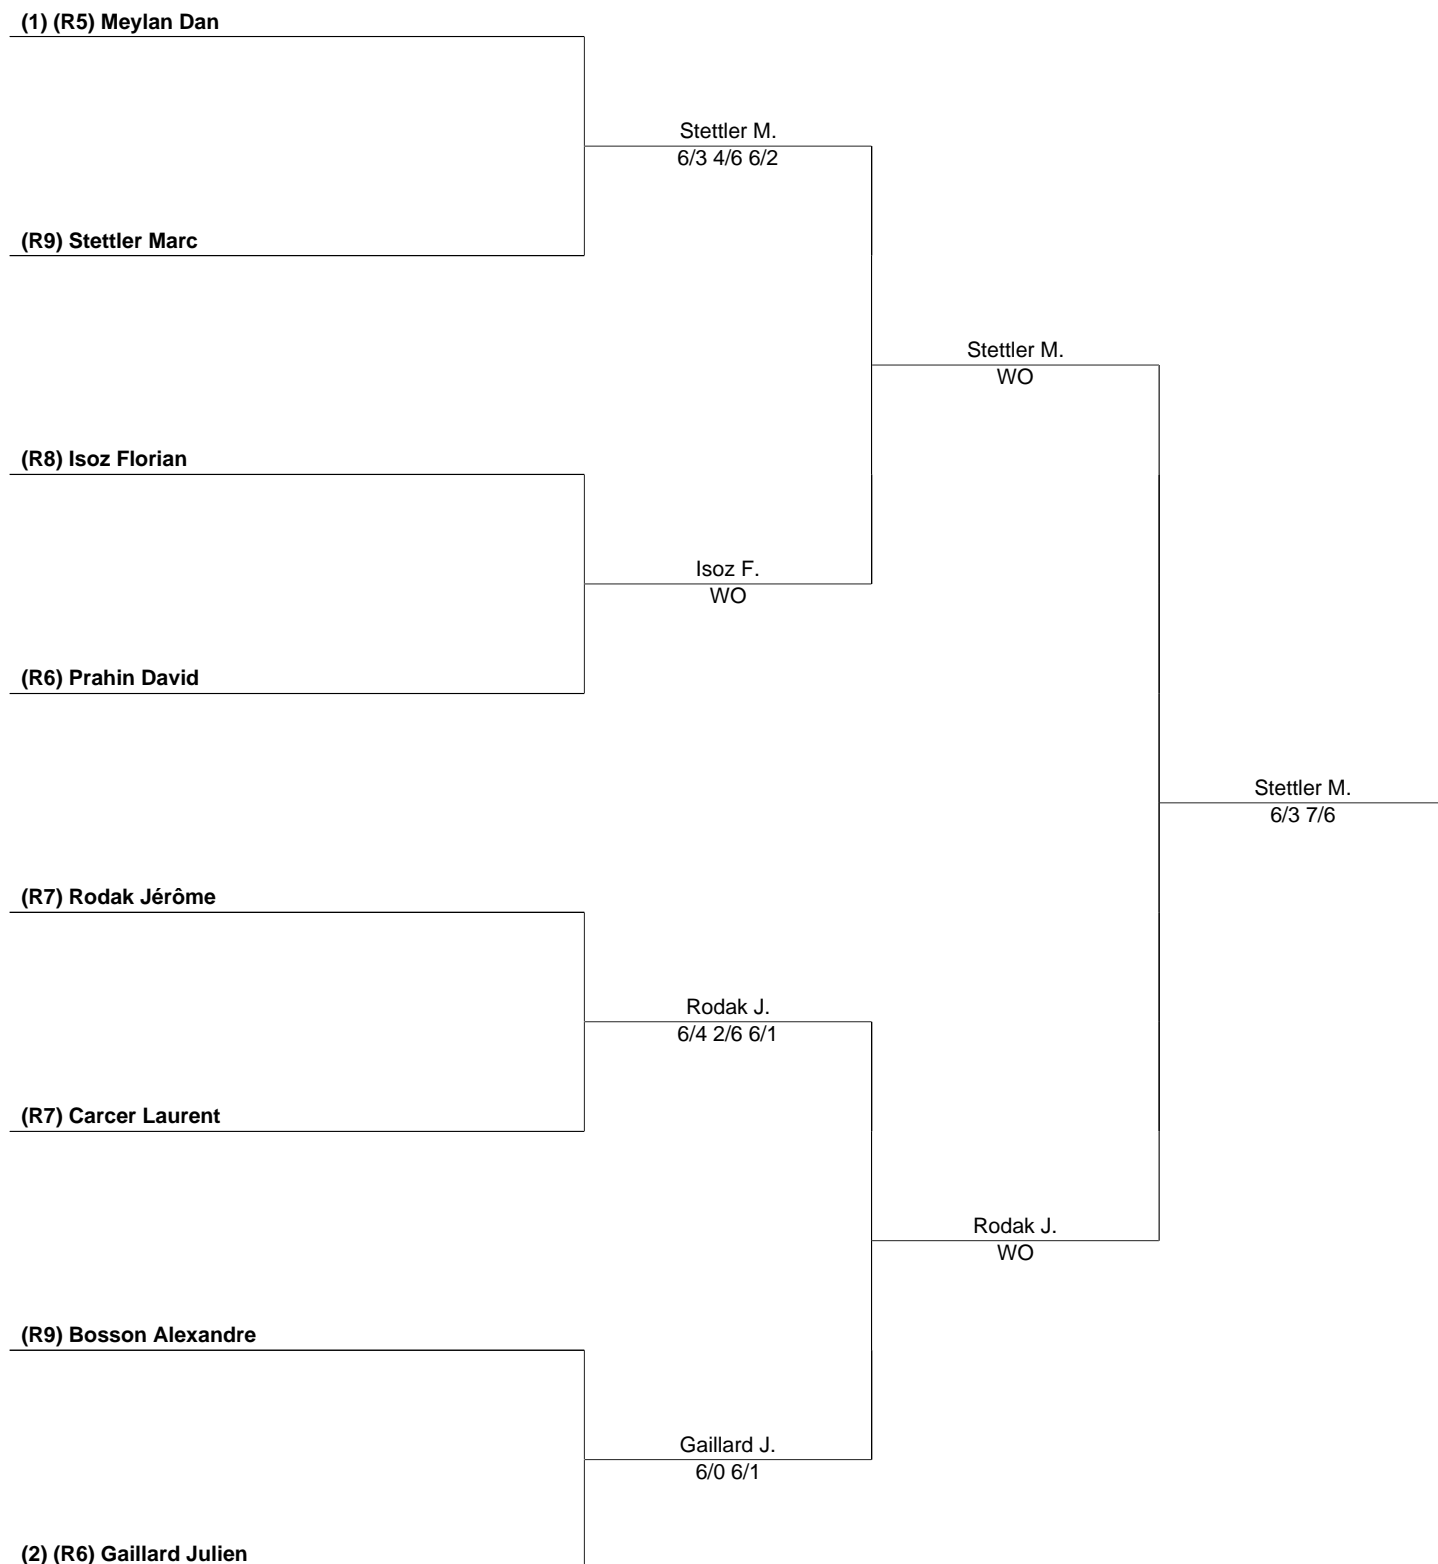 (1) (R5) Meylan Dan
Stettler M.
6/3 4/6 6/2
(R9) Stettler Marc
Stettler M.
WO
(R8) Isoz Florian
Isoz F.
WO
(R6) Prahin David
Stettler M.
6/3 7/6
(R7) Rodak Jérôme
Rodak J.
6/4 2/6 6/1
(R7) Carcer Laurent
Rodak J.
WO
(R9) Bosson Alexandre
Gaillard J.
6/0 6/1
(2) (R6) Gaillard Julien